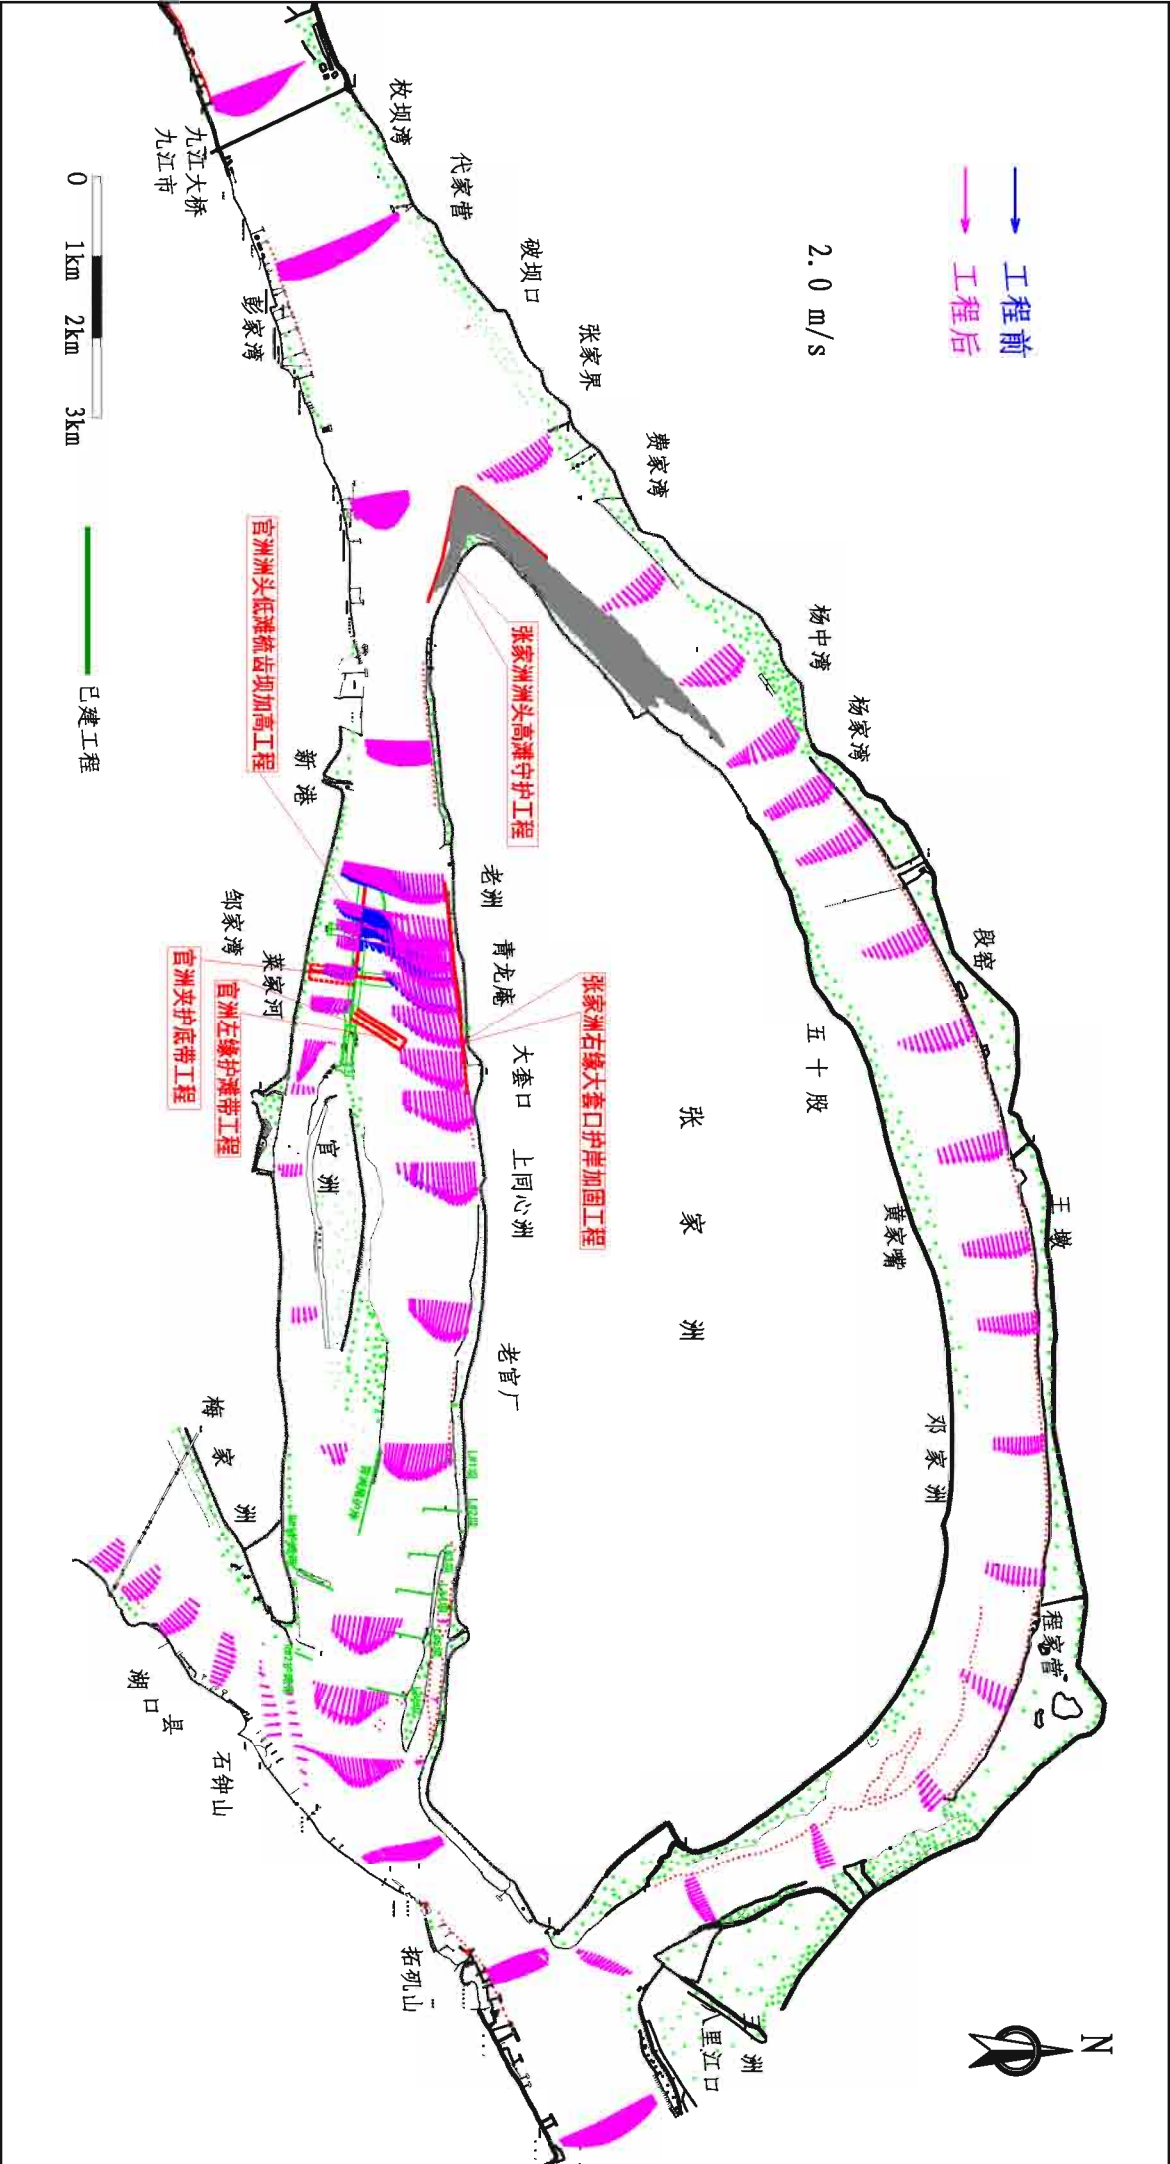 工程前
工程后
2.0 m/s
N
枚坝湾
代家营
破坝口
张家界
费家湾
杨中湾
杨家湾
段窑
王墩
程家营
九江大桥
九江市
彭家湾
0 1km 2km 3km
已建工程
张家洲洲头高滩守护工程
官洲洲头低滩梳齿坝加高工程
新港
老洲
青龙庵
大套口
上同心洲
老官厂
张家洲右缘大套口护岸加固工程
邹家湾
菜家河
官洲夹护底带工程
官洲左缘护滩带工程
官洲
张家洲
五十股
黄家嘴
邓家洲
梅家洲
湖口县
石钟山
拓矶山
八里江口
洲